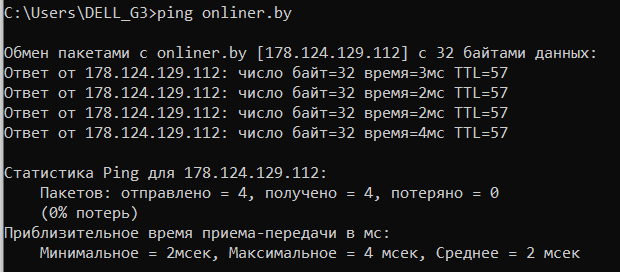 C:\Users\DELL_G3>ping onliner.by
Обмен пакетами с onliner.by [178.124.129.112] с 32 байтами данных:
Ответ от 178.124.129.112: число байт=32 время=3мс TTL=57
Ответ от 178.124.129.112: число байт=32 время=2мс TTL=57
Ответ от 178.124.129.112: число байт=32 время=2мс TTL=57
Ответ от 178.124.129.112: число байт=32 время=4мс TTL=57
Статистика Ping для 178.124.129.112:
Пакетов: отправлено = 4, получено = 4, потеряно = 0
(0% потерь)
Приблизительное время приема-передачи в мс:
Минимальное = 2мсек, Максимальное = 4 мсек, Среднее = 2 мсек